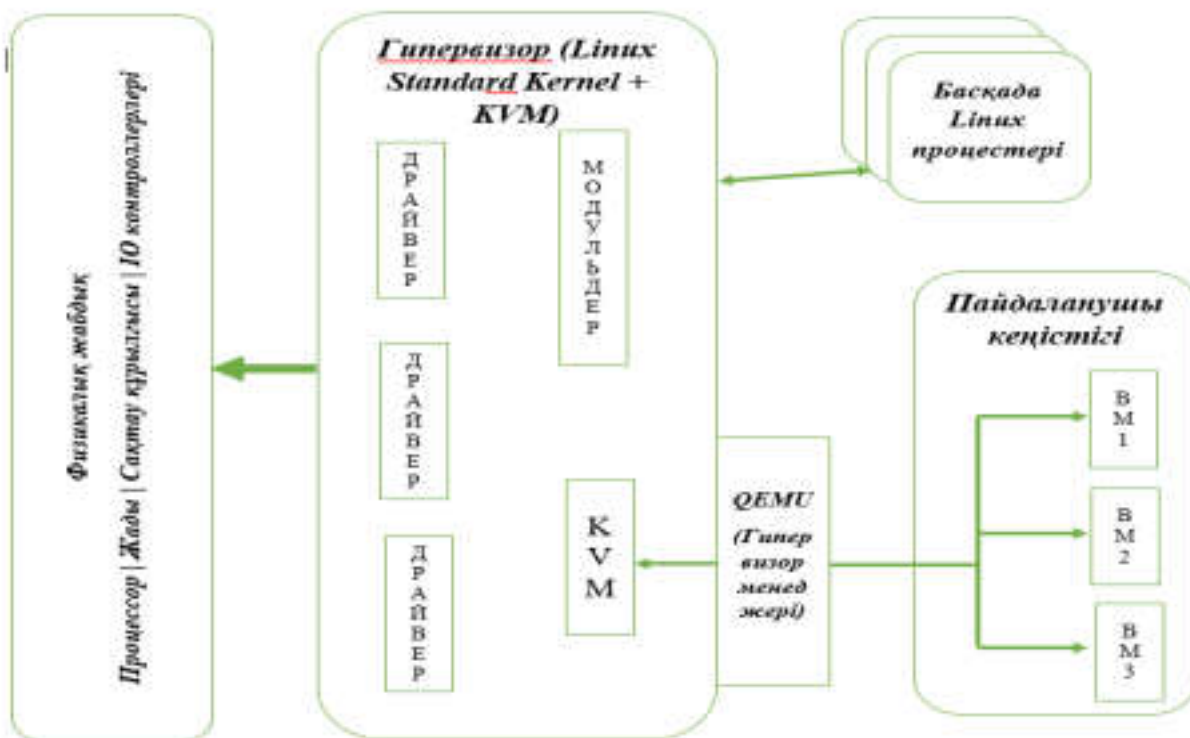 Физикалық жабдық
Процессор | Жады | Сақтау құрылғысы | IO контроллерлері
Гипервизор (Linux
Standard Kernel +
KVM)
ДРАЙВЕР
МОДУЛЬДЕР
ДРАЙВЕР
ДРАЙВЕР
KVM
QEMU
(Гипер
визор
менед
жері)
Басқада
Linux
процестері
Пайдаланушы
кеңістігі
ВМ1
ВМ2
ВМ3